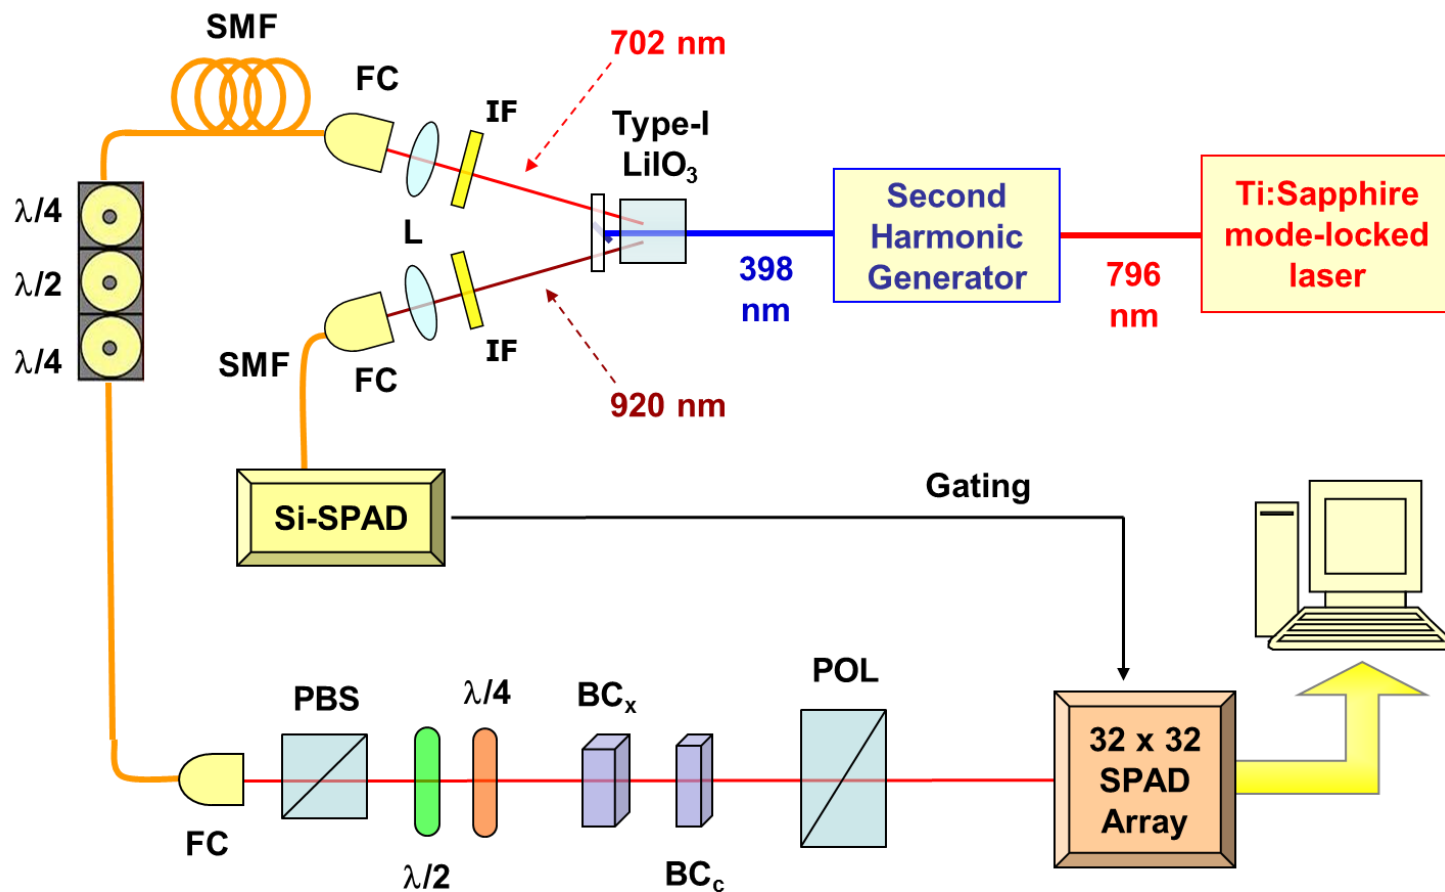 SMF
702 nm
FC
IF
Type-I
LiIO₃
λ/4
λ/2
λ/4
L
Second
Harmonic
Generator
Ti:Sapphire
mode-locked
laser
398
nm
796
nm
SMF
FC
IF
920 nm
Si-SPAD
Gating
PBS
λ/4
BCₓ
POL
32 x 32
SPAD
Array
FC
λ/2
BC꜀